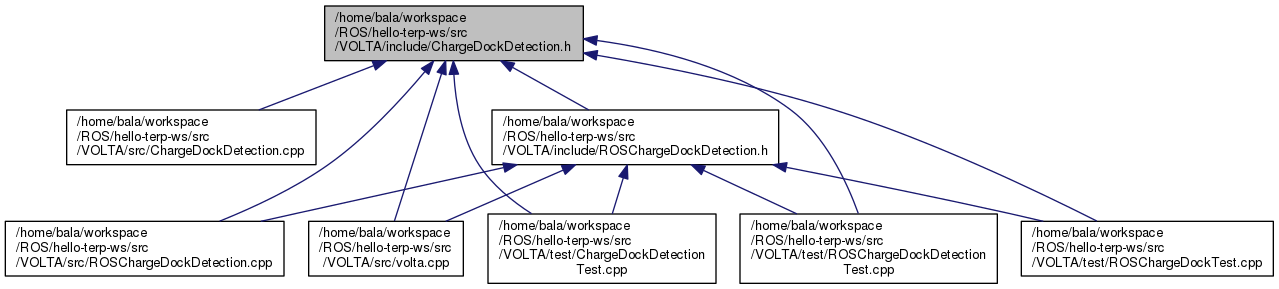 /home/bala/workspace
/ROS/hello-terp-ws/src
/VOLTA/include/ChargeDockDetection.h
/home/bala/workspace
/ROS/hello-terp-ws/src
/VOLTA/src/ChargeDockDetection.cpp
/home/bala/workspace
/ROS/hello-terp-ws/src
/VOLTA/include/ROSChargeDockDetection.h
/home/bala/workspace
/ROS/hello-terp-ws/src
/VOLTA/src/ROSChargeDockDetection.cpp
/home/bala/workspace
/ROS/hello-terp-ws/src
/VOLTA/src/volta.cpp
/home/bala/workspace
/ROS/hello-terp-ws/src
/VOLTA/test/ChargeDockDetection
Test.cpp
/home/bala/workspace
/ROS/hello-terp-ws/src
/VOLTA/test/ROSChargeDockDetection
Test.cpp
/home/bala/workspace
/ROS/hello-terp-ws/src
/VOLTA/test/ROSChargeDockTest.cpp